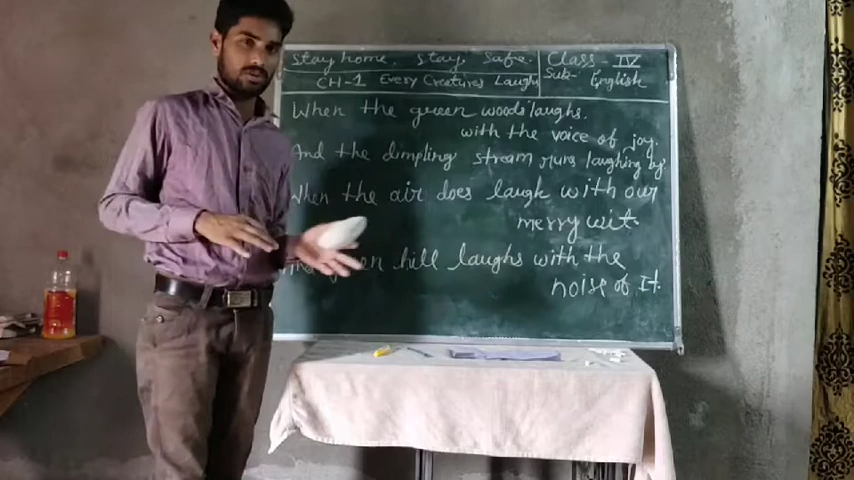 Stay Home Stay Safe
CH-1 Every Creatures Laugh
Class IV
Sub:- English
When The green woods laughs
with the voice of joy
And The dimpling stream runs laughing by
When the air does laugh with our
merry wit
hill Laughs with the
noise of It